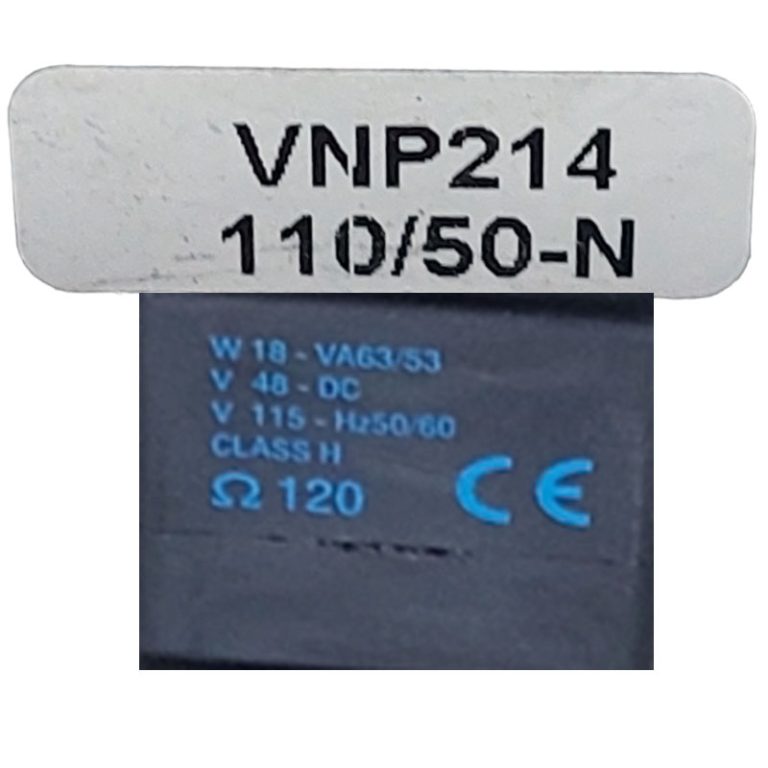 VNP214
110/50-N
W 18 - VA63/53
V 48 - DC
V 115 - Hz50/60
CLASS H
Ω 120 CE